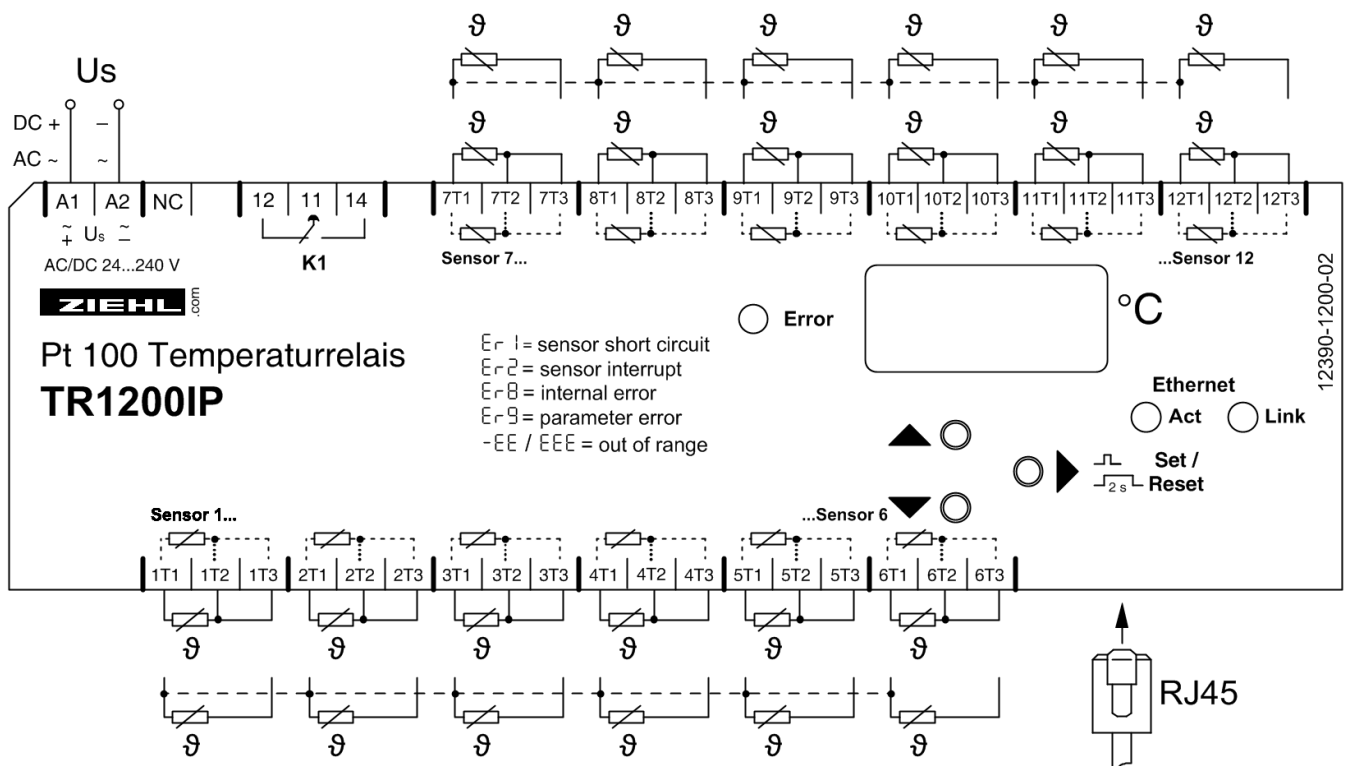 ϑ ϑ ϑ ϑ ϑ ϑ
Us
DC + −
AC ~ ~
ϑ ϑ ϑ ϑ ϑ ϑ
A1 A2 NC 12 11 14 7T1 7T2 7T3 8T1 8T2 8T3 9T1 9T2 9T3 10T1 10T2 10T3 11T1 11T2 11T3 12T1 12T2 12T3
~ + Us ~ −
K1
AC/DC 24...240 V
Sensor 7...
...Sensor 12
ZIEHL.com
Error
°C
12390-1200-02
Pt 100 Temperaturrelais
TR1200IP
Er1= sensor short circuit
Er2= sensor interrupt
Er8= internal error
Er9= parameter error
-EE / EEE = out of range
Ethernet
Act Link
Set /
2 s Reset
Sensor 1...
...Sensor 6
1T1 1T2 1T3 2T1 2T2 2T3 3T1 3T2 3T3 4T1 4T2 4T3 5T1 5T2 5T3 6T1 6T2 6T3
ϑ ϑ ϑ ϑ ϑ ϑ
RJ45
ϑ ϑ ϑ ϑ ϑ ϑ